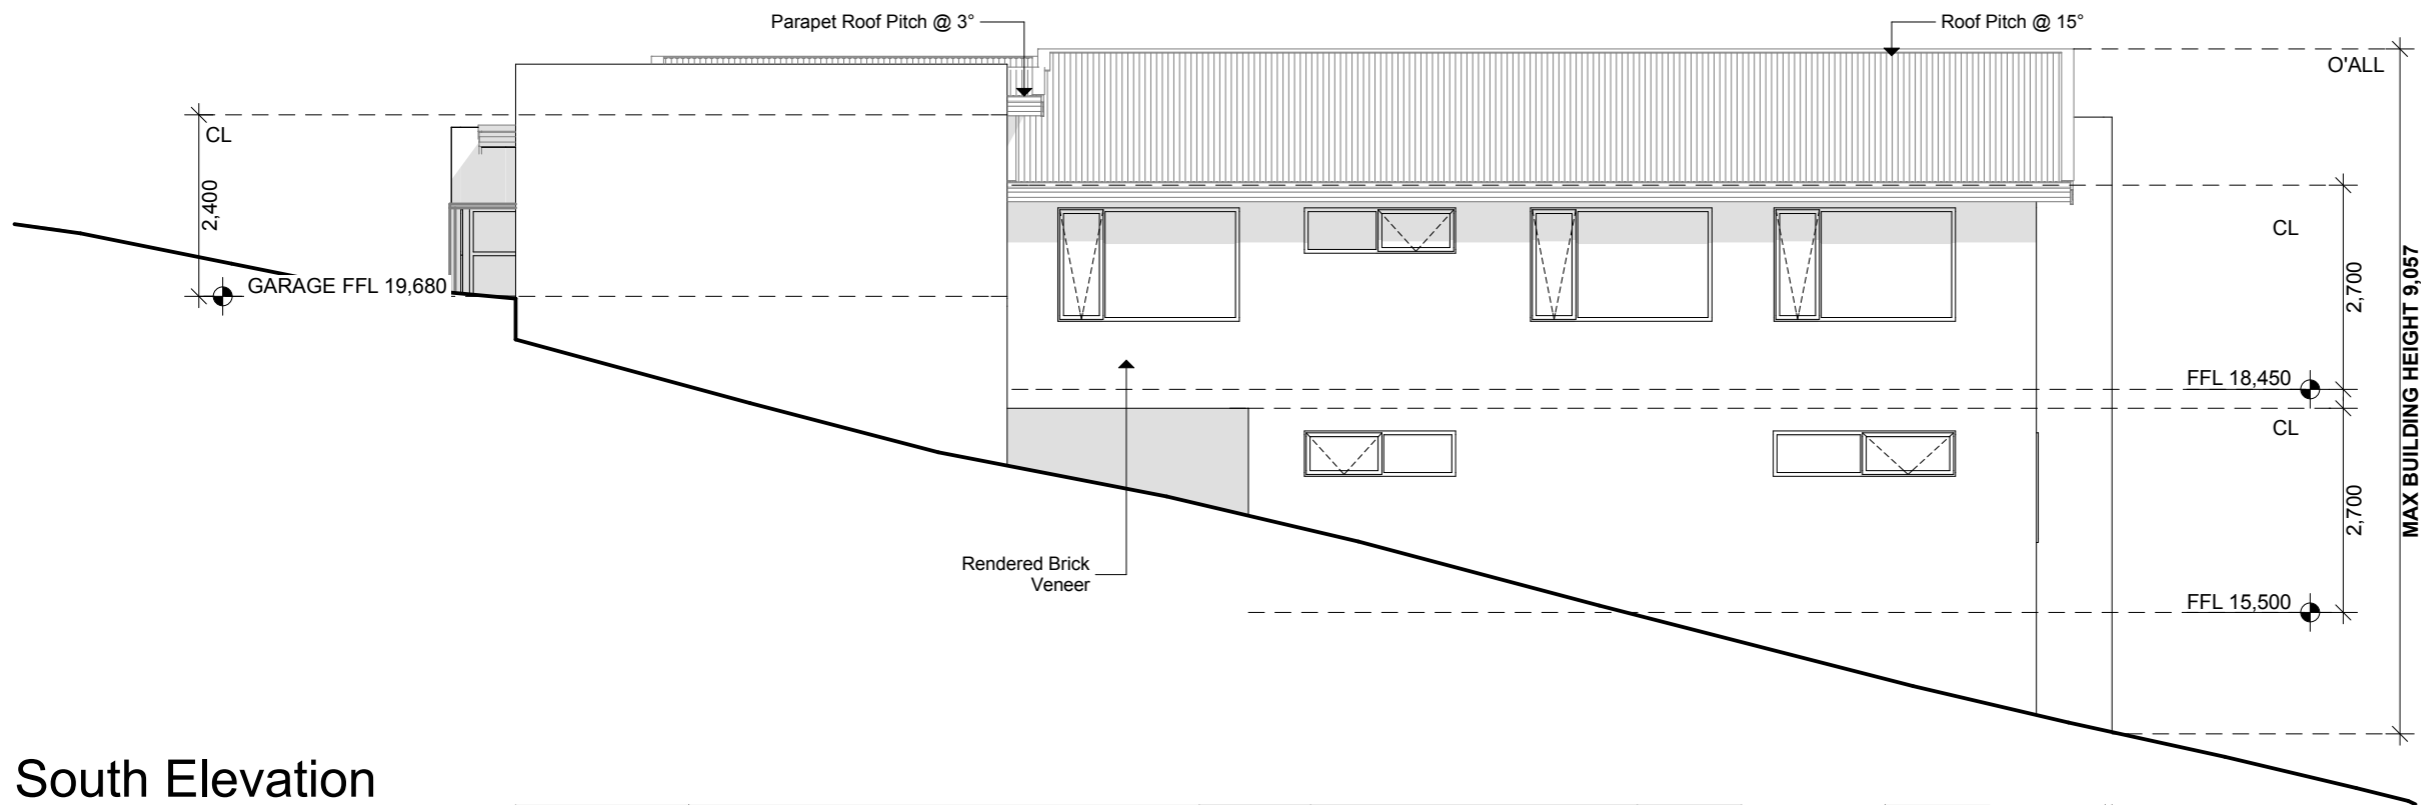 Parapet Roof Pitch @ 3°
Roof Pitch @ 15°
O'ALL
CL
2,400
GARAGE FFL 19,680
CL
2,700
MAX BUILDING HEIGHT 9,057
FFL 18,450
CL
2,700
Rendered Brick
Veneer
FFL 15,500
South Elevation